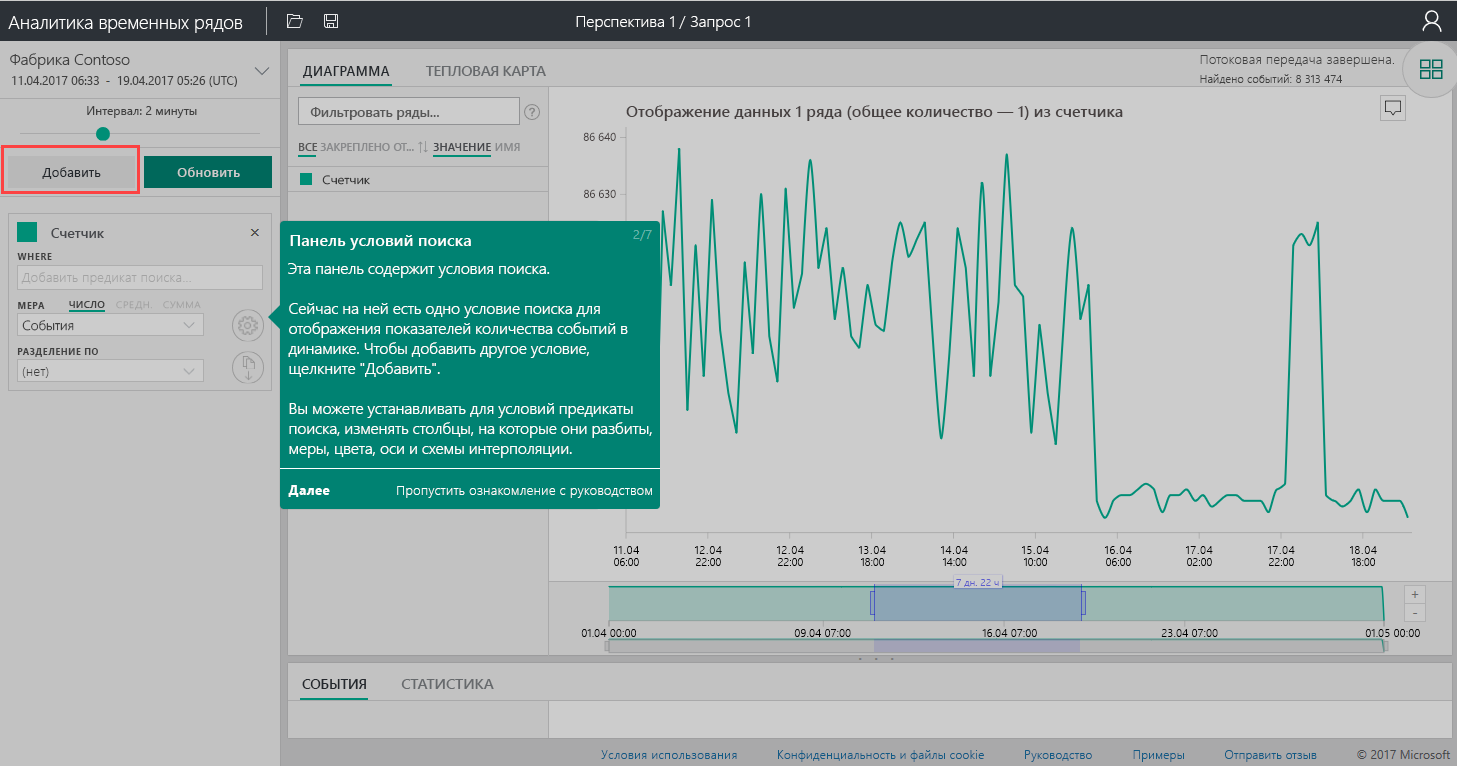 Аналитика временных рядов
Перспектива 1 / Запрос 1
Фабрика Contoso
11.04.2017 06:33 - 19.04.2017 05:26 (UTC)
Интервал: 2 минуты
Добавить
Обновить
Счетчик
WHERE
Добавить предикат поиска...
МЕРА ЧИСЛО СРЕДН. СУММА
События
РАЗДЕЛЕНИЕ ПО
(нет)
ДИАГРАММА ТЕПЛОВАЯ КАРТА
Потоковая передача завершена.
Найдено событий: 8 313 474
Фильтровать ряды...
?
ВСЕ ЗАКРЕПЛЕНО ОТ... ЗНАЧЕНИЕ ИМЯ
Счетчик
Панель условий поиска
2/7
Эта панель содержит условия поиска.
Сейчас на ней есть одно условие поиска для
отображения показателей количества событий в
динамике. Чтобы добавить другое условие,
щелкните "Добавить".
Вы можете устанавливать для условий предикаты
поиска, изменять столбцы, на которые они разбиты,
меры, цвета, оси и схемы интерполяции.
Далее
Пропустить ознакомление с руководством
Отображение данных 1 ряда (общее количество — 1) из счетчика
86 640
86 630
11.04 12.04 12.04 13.04 14.04 15.04 16.04 17.04 17.04 18.04
06:00 22:00 22:00 18:00 14:00 10:00 06:00 02:00 22:00 18:00
7 дн. 22 ч
+
-
01.04 00:00 09.04 07:00 16.04 07:00 23.04 07:00 01.05 00:00
СОБЫТИЯ СТАТИСТИКА
Условия использования Конфиденциальность и файлы cookie Руководство Примеры Отправить отзыв © 2017 Microsoft